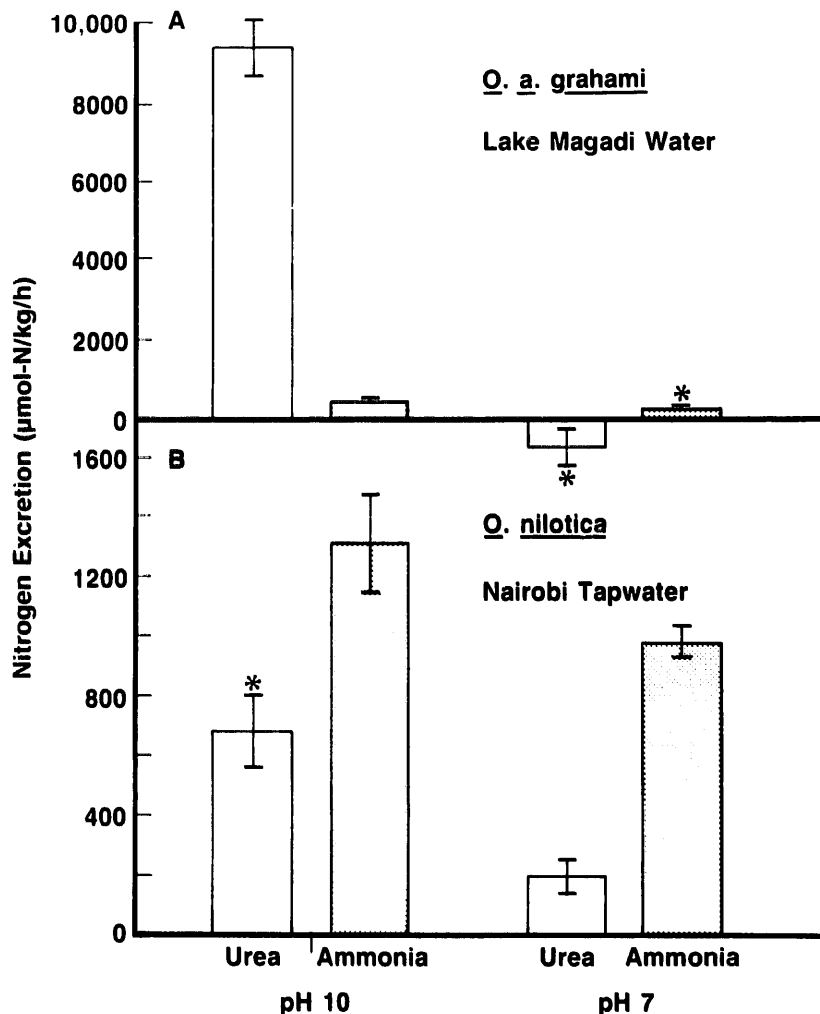 Nitrogen Excretion (μmol-N/kg/h)
A
10,000
8000
6000
4000
2000
0
O. a. grahami
Lake Magadi Water
*
*
B
1600
1200
800
400
0
O. nilotica
Nairobi Tapwater
*
Urea Ammonia Urea Ammonia
pH 10 pH 7